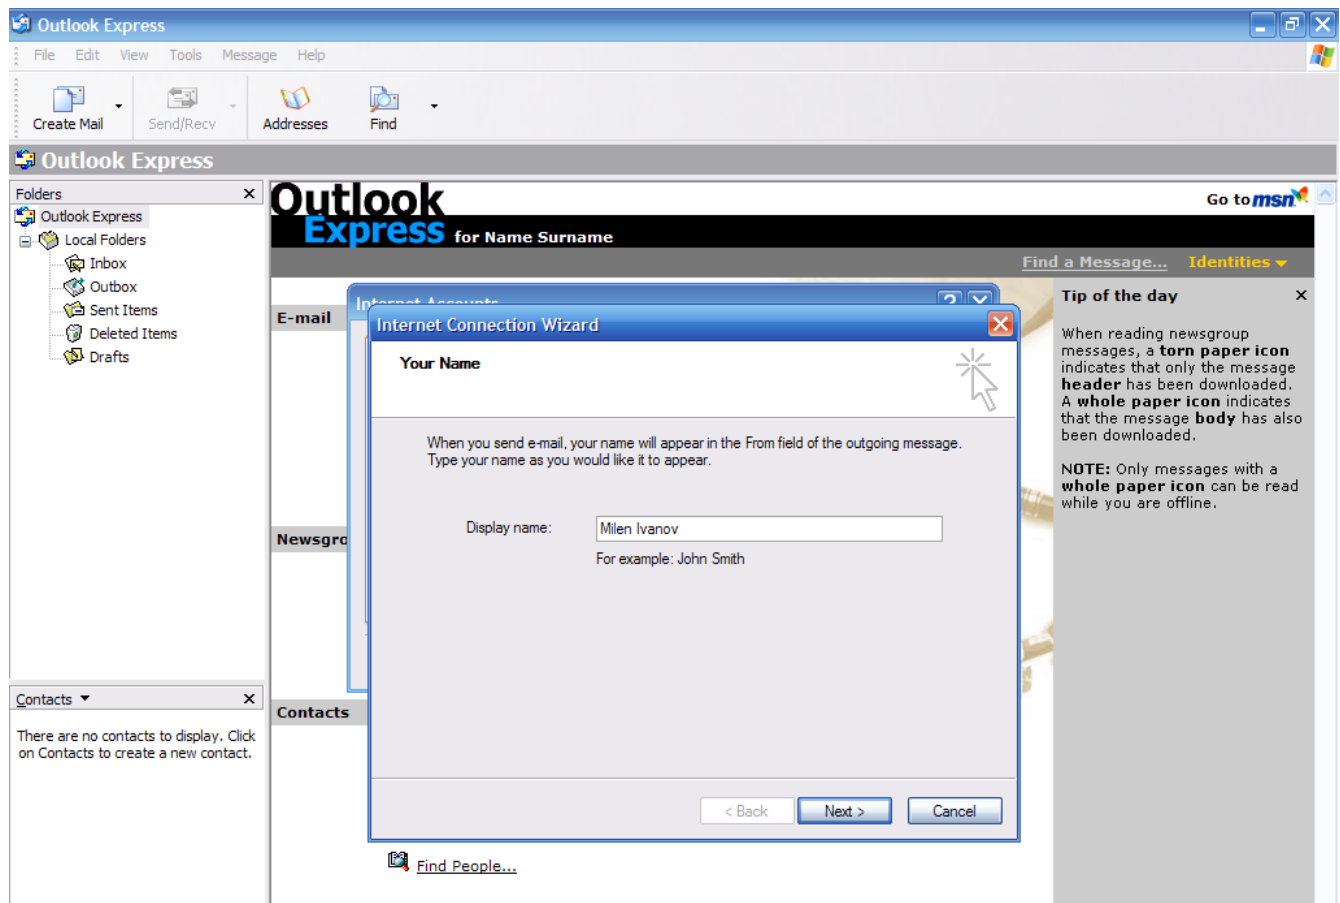 Outlook Express
File Edit View Tools Message Help
Create Mail Send/Recv Addresses Find
Outlook Express
Folders
Outlook Express
Local Folders
Inbox
Outbox
Sent Items
Deleted Items
Drafts
Contacts
There are no contacts to display. Click
on Contacts to create a new contact.
Outlook
Express for Name Surname
Go to msn
Find a Message... Identities
E-mail
Newsgro
Contacts
Find People...
Internet Accounts
Internet Connection Wizard
Your Name
When you send e-mail, your name will appear in the From field of the outgoing message.
Type your name as you would like it to appear.
Display name: Milen Ivanov
For example: John Smith
< Back Next > Cancel
Tip of the day
When reading newsgroup
messages, a torn paper icon
indicates that only the message
header has been downloaded.
A whole paper icon indicates
that the message body has also
been downloaded.
NOTE: Only messages with a
whole paper icon can be read
while you are offline.